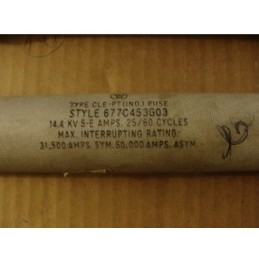 TYPE CLE-PT(IND.) FUSE
STYLE 677C453G03
14.4 KV 5-E AMPS. 25/60 CYCLES
MAX. INTERRUPTING RATING:
31,500 AMPS. SYM. 50,000 AMPS. ASYM.